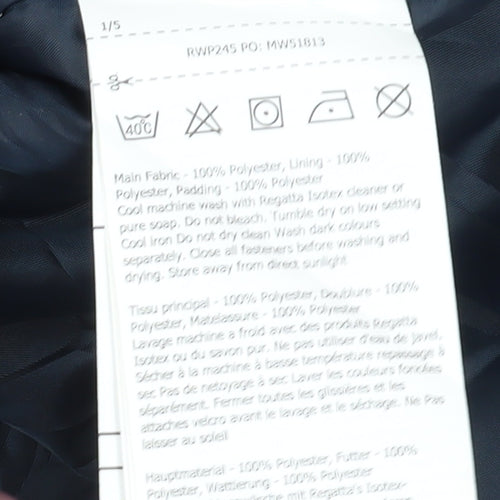 1/5
RWP245 PO: MW51813
40°C
Main Fabric - 100% Polyester, Lining - 100%
Polyester, Padding - 100% Polyester
Cool machine wash with Regatta Isotex cleaner or
pure soap. Do not bleach. Tumble dry on low setting
Cool iron Do not dry clean Wash dark colours
separately. Close all fasteners before washing and
drying. Store away from direct sunlight
Tissu principal - 100% Polyester, Doublure - 100%
Polyester, Matelassure - 100% Polyester
Lavage machine a froid avec des produits Regatta
Isotex ou du savon pur. Ne pas utiliser d'eau de javel.
Sécher à la machine à basse température repassage à
sec Pas de netoyage à sec Laver les couleurs foncées
séparément. Fermer toutes les glissières et les
attaches velcro avant le lavage et le séchage. Ne Pas
laisser au soleil
Hauptmaterial - 100% Polyester, Futter - 100%
Polyester, Wattierung - 100% Polyester
mit Regatta's Isotex-